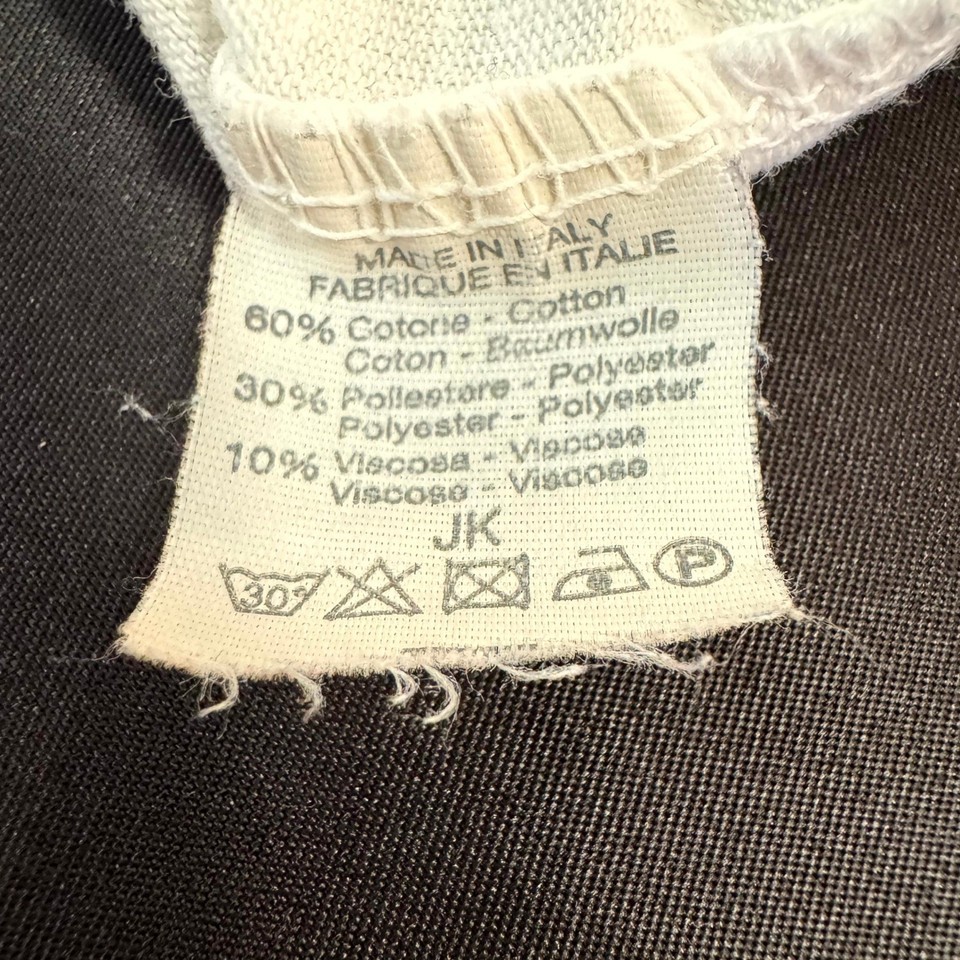 MADE IN ITALY
FABRIQUE EN ITALIE
60% Cotone - Cotton
Coton - Baumwolle
30% Poliestere - Polyester
Polyester - Polyester
10% Viscosa - Viscose
Viscose - Viscose
JK
30°
P